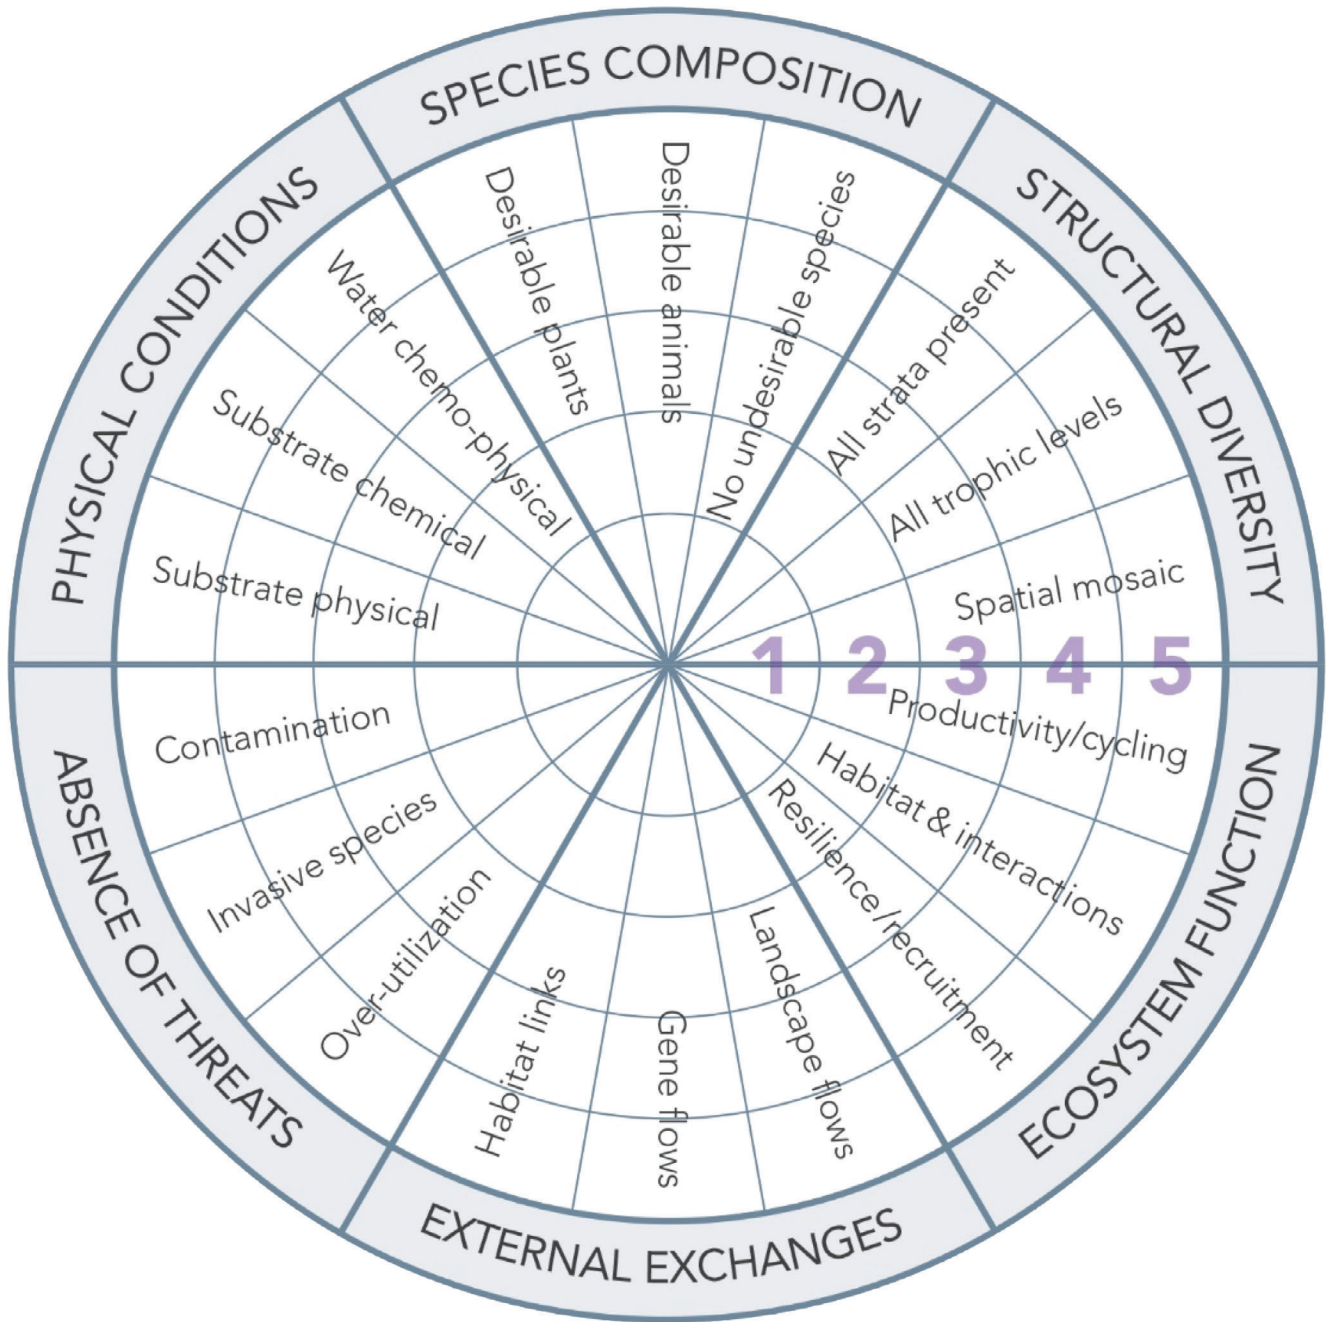 SPECIES COMPOSITION
Desirable plants
Desirable animals
No undesirable species
STRUCTURAL DIVERSITY
All strata present
All trophic levels
Spatial mosaic
1 2 3 4 5
ECOSYSTEM FUNCTION
Productivity/cycling
Habitat & interactions
Resilience/recruitment
EXTERNAL EXCHANGES
Landscape flows
Gene flows
Habitat links
ABSENCE OF THREATS
Over-utilization
Invasive species
Contamination
PHYSICAL CONDITIONS
Substrate physical
Substrate chemical
Water chemo-physical